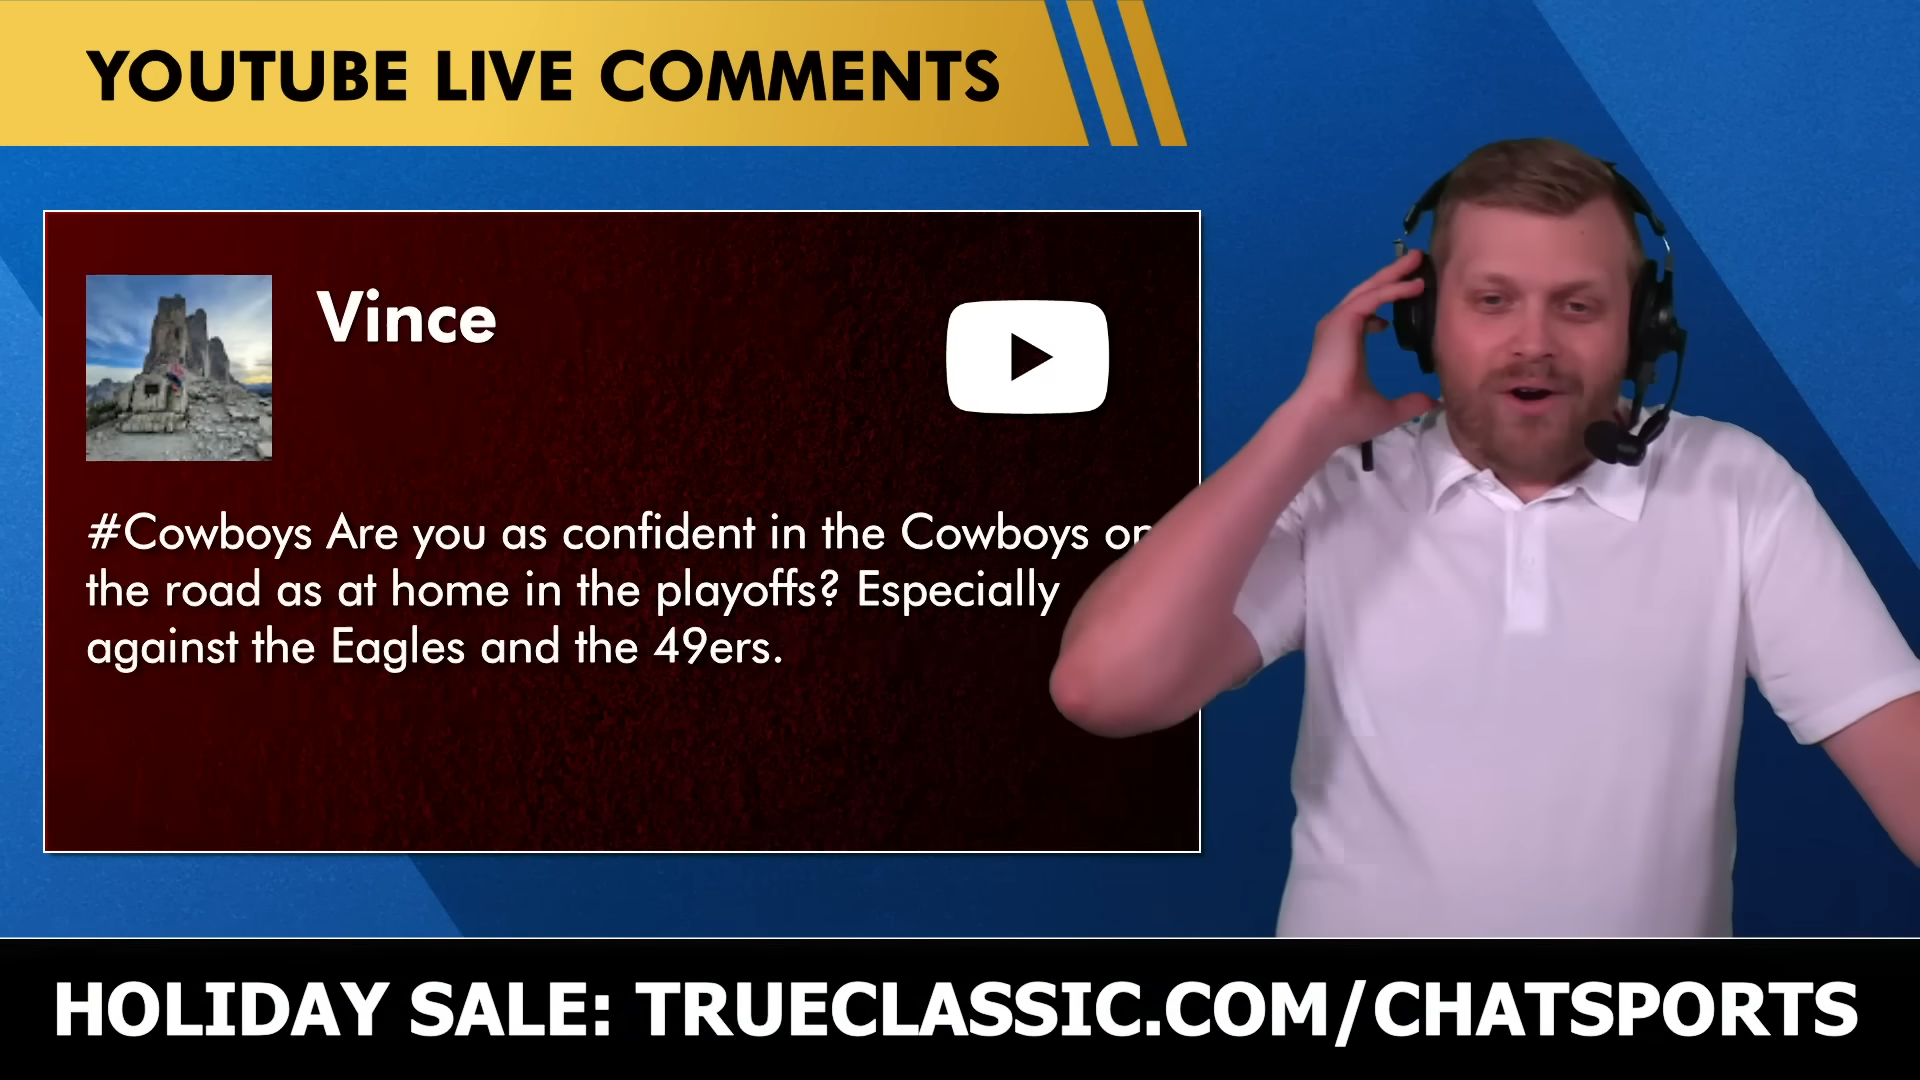 YOUTUBE LIVE COMMENTS
Vince
#Cowboys Are you as confident in the Cowboys on
the road as at home in the playoffs? Especially
against the Eagles and the 49ers.
HOLIDAY SALE: TRUECLASSIC.COM/CHATSPORTS